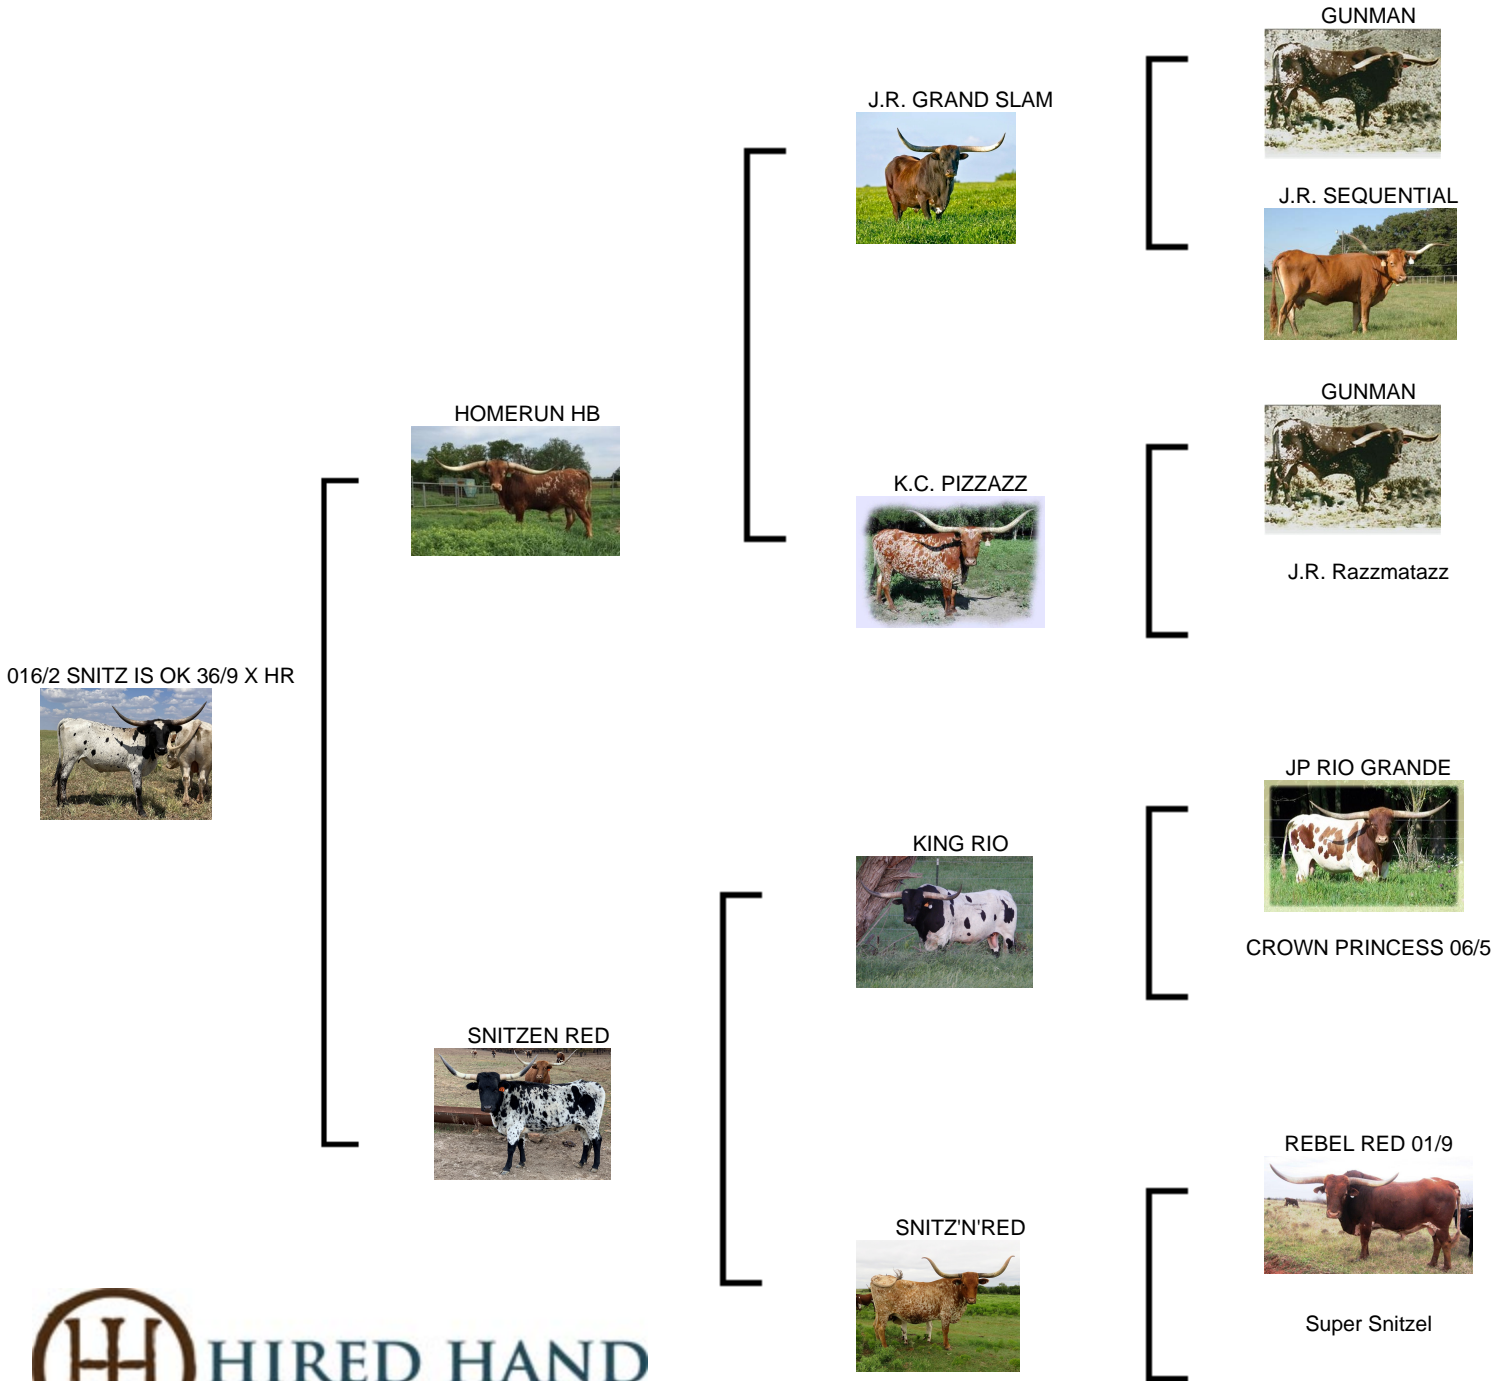 GUNMAN
J.R. GRAND SLAM
J.R. SEQUENTIAL
GUNMAN
HOMERUN HB
K.C. PIZZAZZ
J.R. Razzmatazz
016/2 SNITZ IS OK 36/9 X HR
JP RIO GRANDE
KING RIO
CROWN PRINCESS 06/5
SNITZEN RED
REBEL RED 01/9
SNITZ'N'RED
Super Snitzel
HIRED HAND